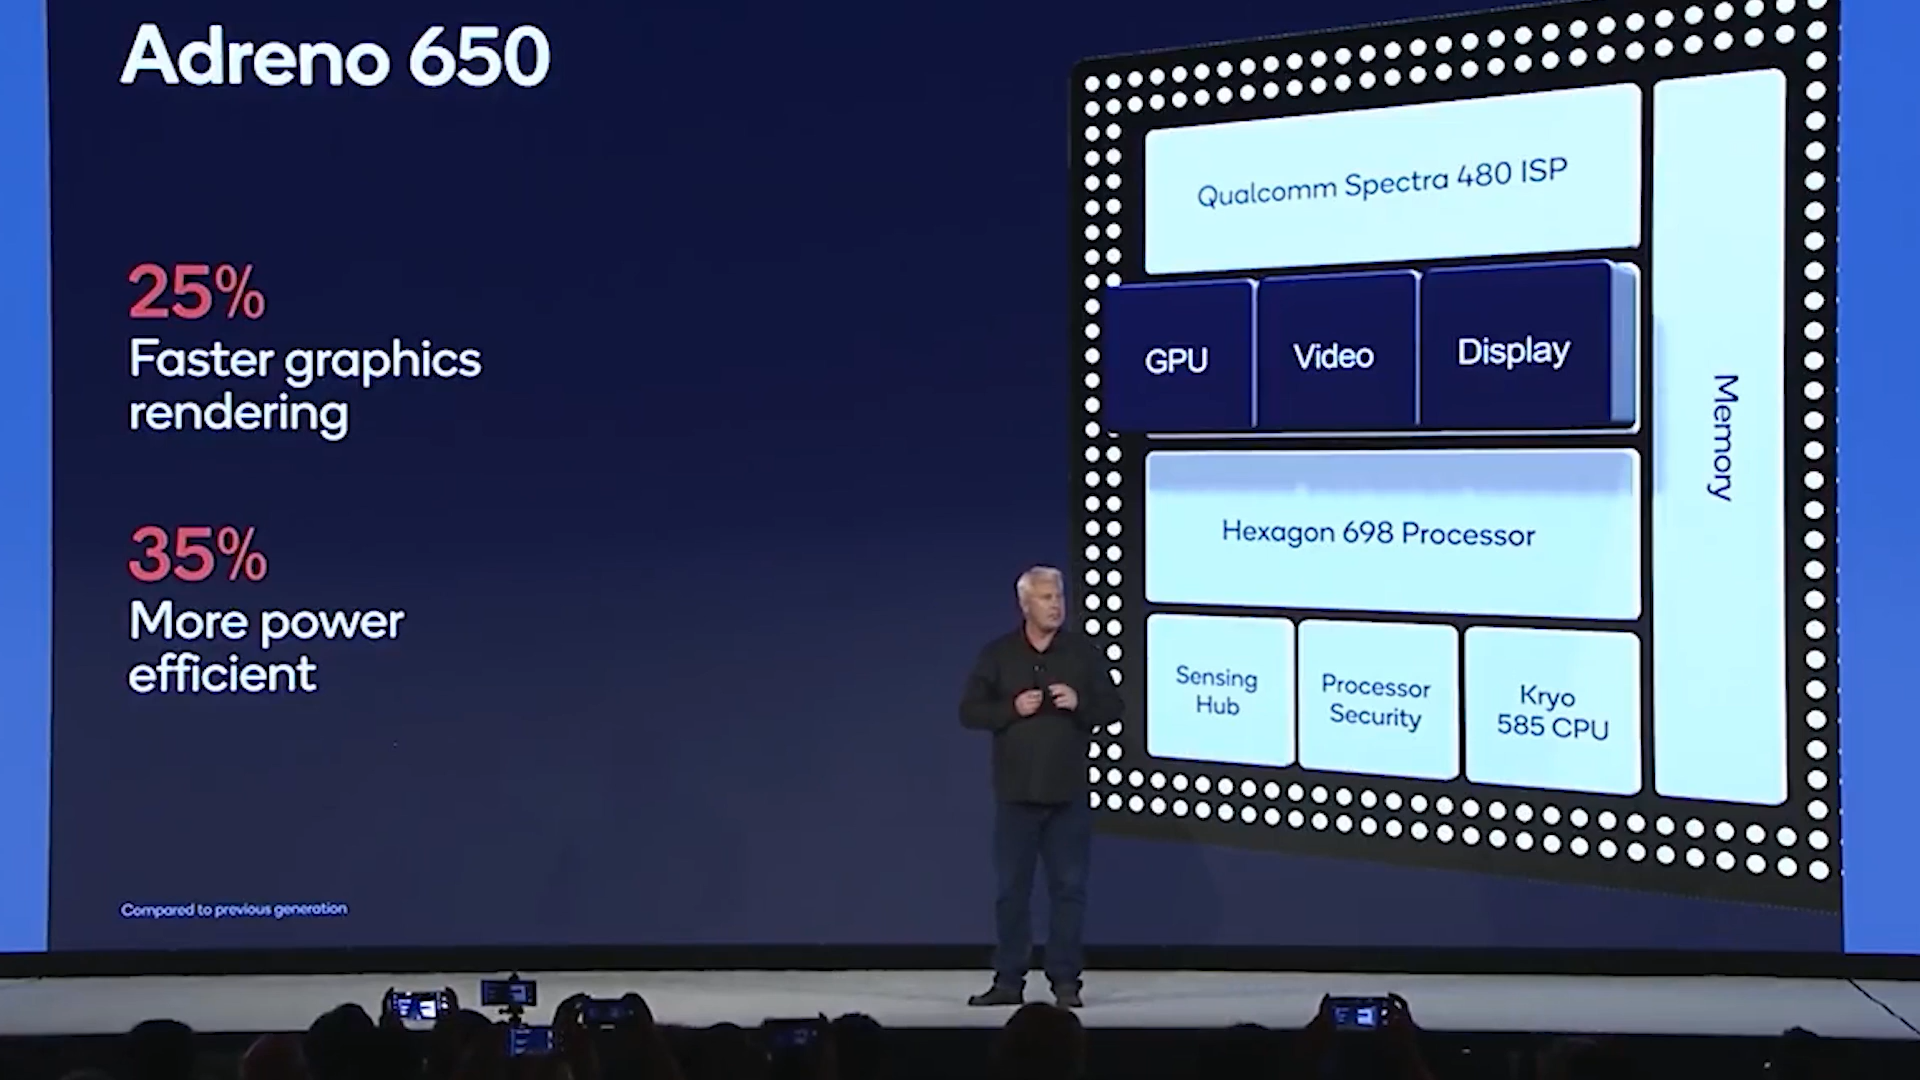 Adreno 650
25%
Faster graphics
rendering
35%
More power
efficient
Compared to previous generation
Qualcomm Spectra 480 ISP
GPU
Video
Display
Memory
Hexagon 698 Processor
Sensing
Hub
Processor
Security
Kryo
585 CPU